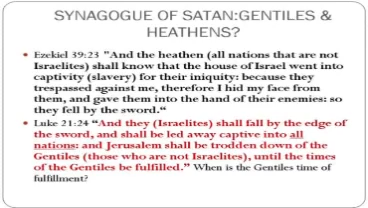 SYNAGOGUE OF SATAN:GENTILES &
HEATHENS?
• Ezekiel 39:23 "And the heathen (all nations that are not
Israelites) shall know that the house of Israel went into
captivity (slavery) for their iniquity: because they
trespassed against me, therefore I hid my face from
them, and gave them into the hand of their enemies: so
they fell by the sword.“
• Luke 21:24 “And they (Israelites) shall fall by the edge of
the sword, and shall be led away captive into all
nations: and Jerusalem shall be trodden down of the
Gentiles (those who are not Israelites), until the times
of the Gentiles be fulfilled.” When is the Gentiles time of
fulfillment?